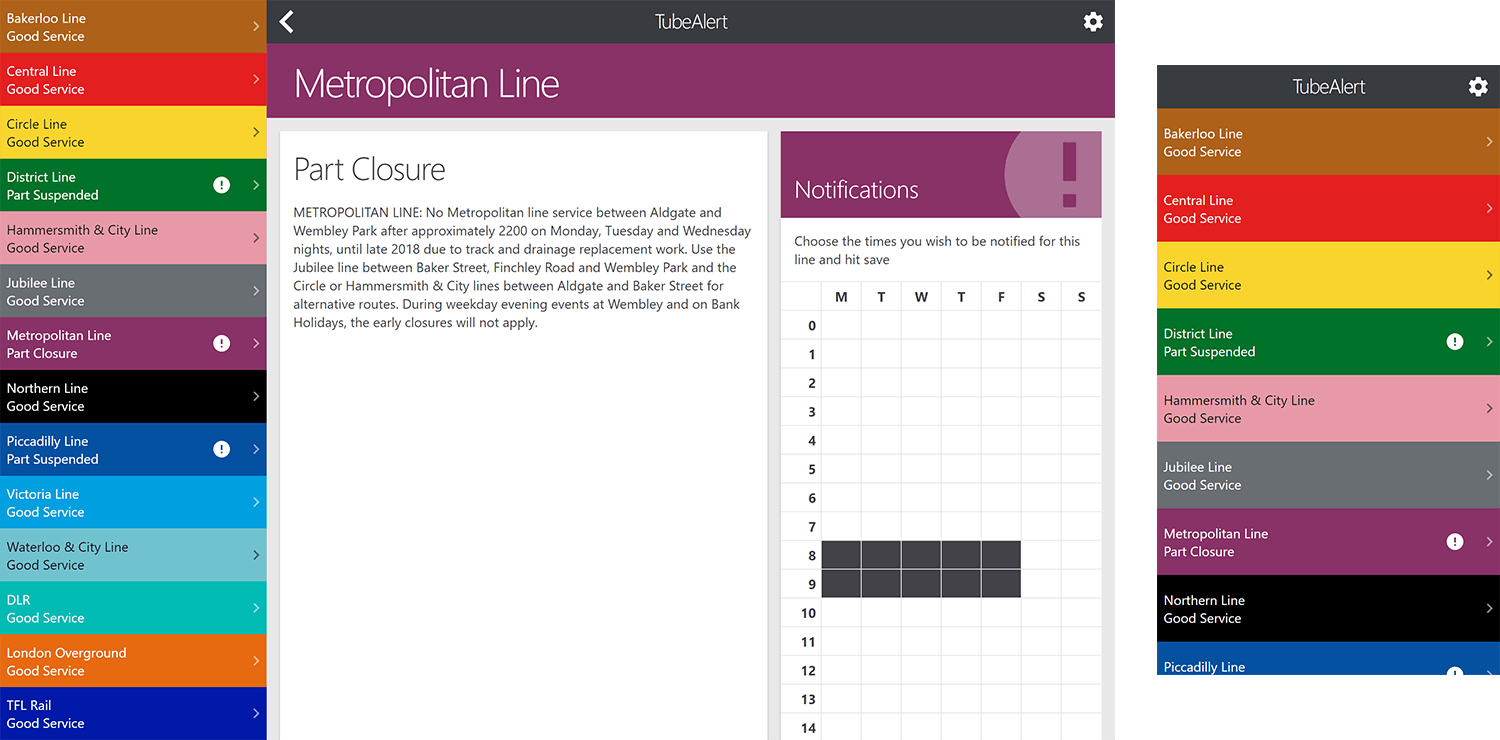 Bakerloo Line
Good Service
Central Line
Good Service
Circle Line
Good Service
District Line
Part Suspended
!
Hammersmith & City Line
Good Service
Jubilee Line
Good Service
Metropolitan Line
Part Closure
!
Northern Line
Good Service
Piccadilly Line
Part Suspended
!
Victoria Line
Good Service
Waterloo & City Line
Good Service
DLR
Good Service
London Overground
Good Service
TFL Rail
Good Service
TubeAlert
Metropolitan Line
Part Closure
METROPOLITAN LINE: No Metropolitan line service between Aldgate and
Wembley Park after approximately 2200 on Monday, Tuesday and Wednesday
nights, until late 2018 due to track and drainage replacement work. Use the
Jubilee line between Baker Street, Finchley Road and Wembley Park and the
Circle or Hammersmith & City lines between Aldgate and Baker Street for
alternative routes. During weekday evening events at Wembley and on Bank
Holidays, the early closures will not apply.
Notifications
!
Choose the times you wish to be notified for this
line and hit save
M T W T F S S
0
1
2
3
4
5
6
7
8
9
10
11
12
13
14
TubeAlert
Bakerloo Line
Good Service
Central Line
Good Service
Circle Line
Good Service
District Line
Part Suspended
!
Hammersmith & City Line
Good Service
Jubilee Line
Good Service
Metropolitan Line
Part Closure
!
Northern Line
Good Service
Piccadilly Line
!